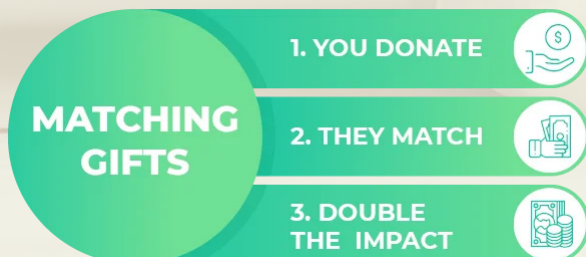 MATCHING
GIFTS
1. YOU DONATE
$
2. THEY MATCH
3. DOUBLE
THE IMPACT